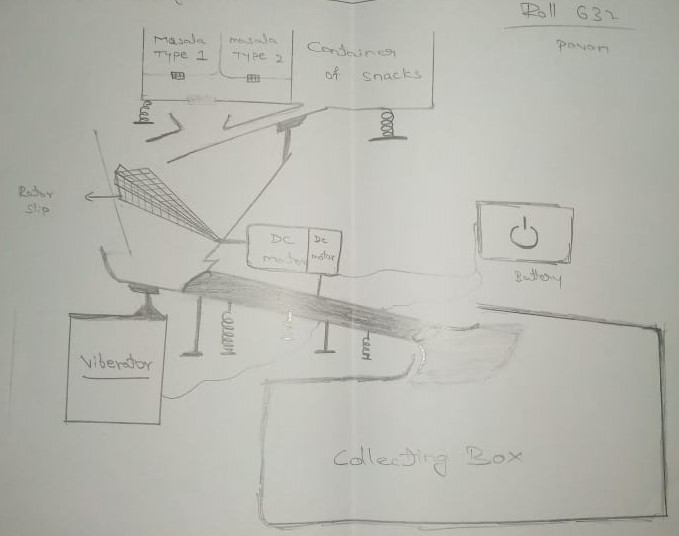 Roll 632
Pavan
Masala
TYPE 1
masala
TYPE 2
Container
of snacks
Rotor
slip
DC
motor
DC
motor
Battery
Viberator
Collecting Box